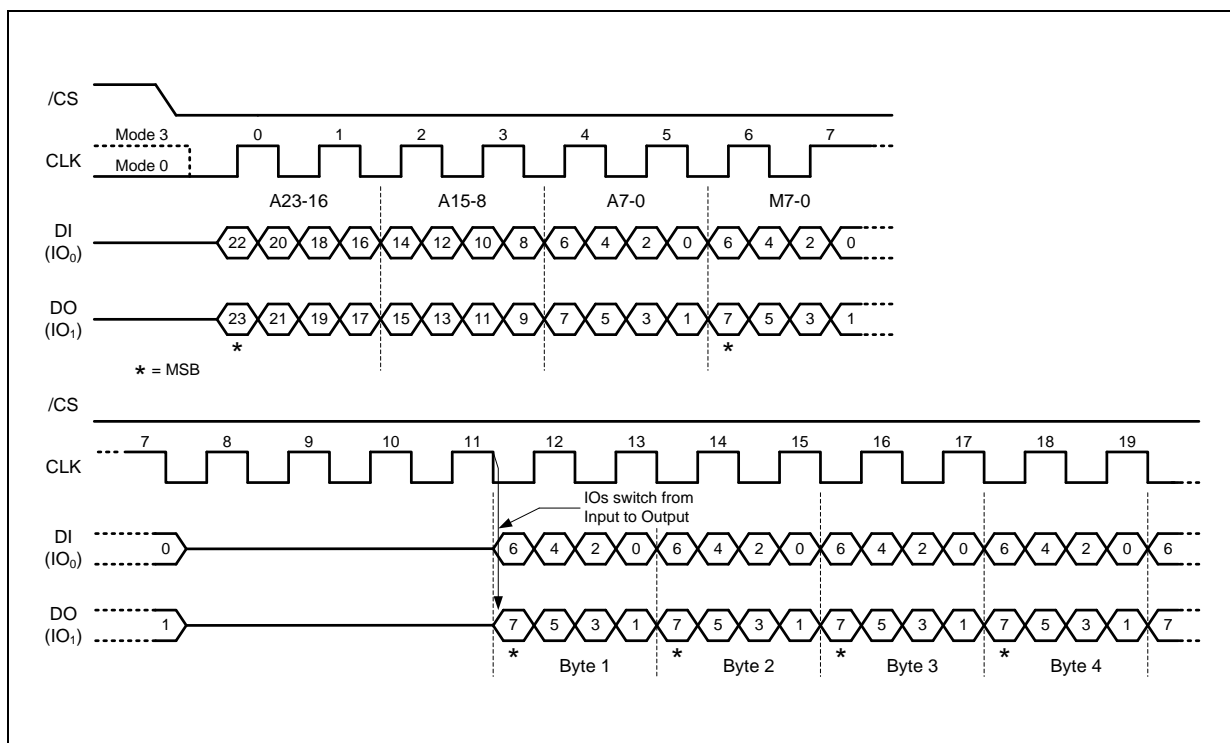 /CS
Mode 3 0 1 2 3 4 5 6 7
CLK
Mode 0
A23-16 A15-8 A7-0 M7-0
DI
(IO0)
22 20 18 16 14 12 10 8 6 4 2 0 6 4 2 0
DO
(IO1)
23 21 19 17 15 13 11 9 7 5 3 1 7 5 3 1
* *
* = MSB
/CS
7 8 9 10 11 12 13 14 15 16 17 18 19
CLK
IOs switch from
Input to Output
DI
(IO0)
0 6 4 2 0 6 4 2 0 6 4 2 0 6 4 2 0 6
DO
(IO1)
1 7 5 3 1 7 5 3 1 7 5 3 1 7 5 3 1 7
* * * *
Byte 1 Byte 2 Byte 3 Byte 4